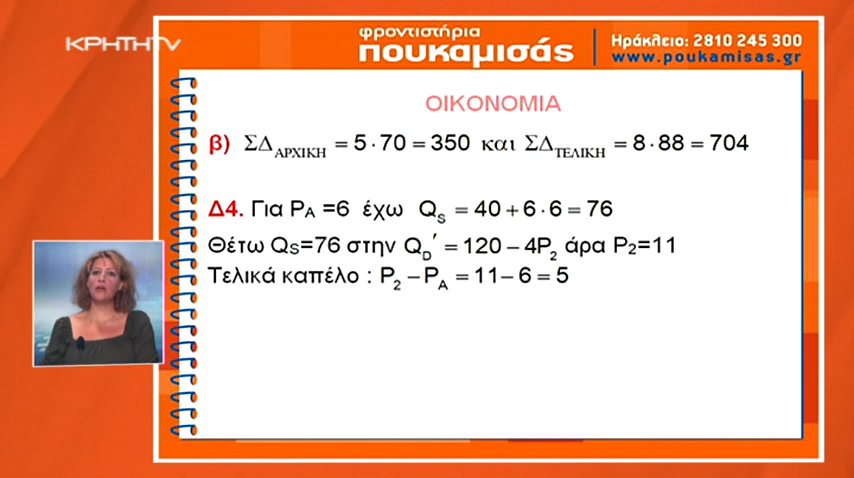 ΚΡΗΤΗTV
φροντιστήρια
πουκαμισάς
Ηράκλειο: 2810 245 300
www.poukamisas.gr
ΟΙΚΟΝΟΜΙΑ
β) ΣΔ_ΑΡΧΙΚΗ = 5 · 70 = 350 και ΣΔ_ΤΕΛΙΚΗ = 8 · 88 = 704
Δ4. Για P_A =6 έχω Q_S = 40 + 6 · 6 = 76
Θέτω Q_S=76 στην Q_D′ = 120 − 4P_2 άρα P_2=11
Τελικά καπέλο : P_2 − P_A = 11 − 6 = 5